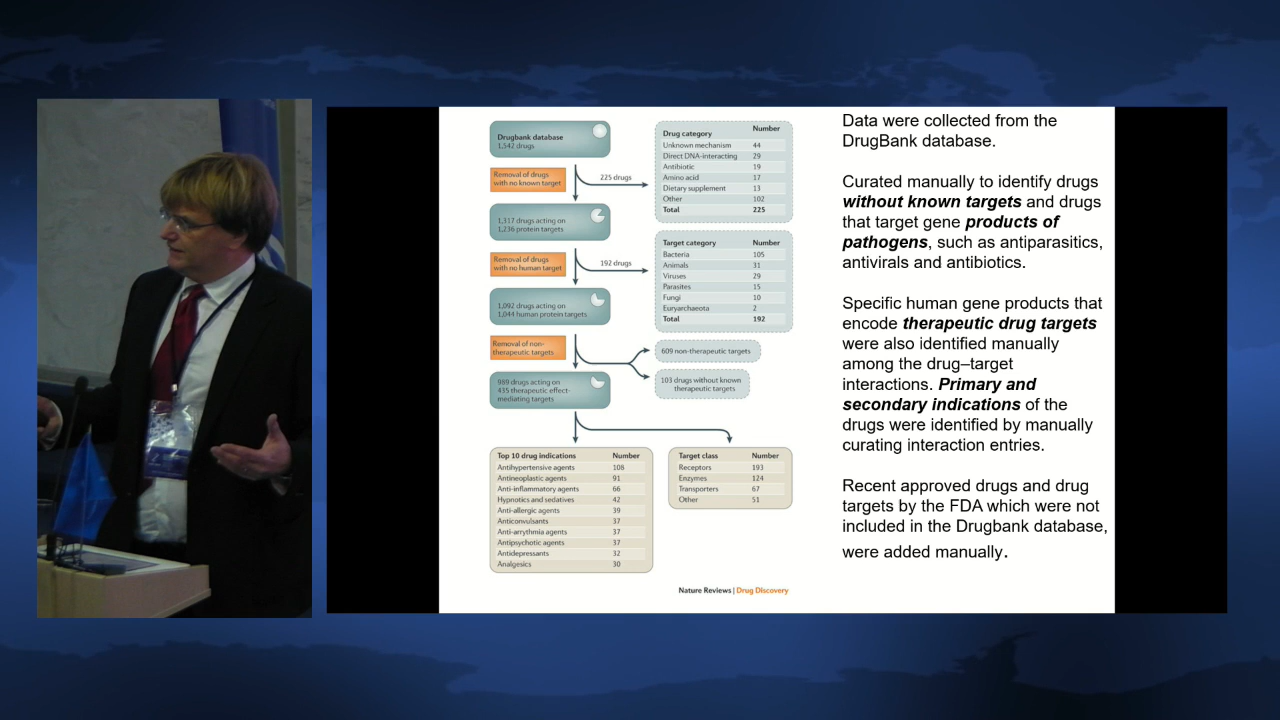 Drugbank database
1,542 drugs
Removal of drugs
with no known target
225 drugs
Drug category Number
Unknown mechanism 44
Direct DNA-interacting 29
Antibiotic 19
Amino acid 17
Dietary supplement 13
Other 102
Total 225
1,317 drugs acting on
1,236 protein targets
Removal of drugs
with no human target
192 drugs
Target category Number
Bacteria 105
Animals 31
Viruses 29
Parasites 15
Fungi 10
Euryarchaeota 2
Total 192
1,092 drugs acting on
1,044 human protein targets
Removal of non-
therapeutic targets
609 non-therapeutic targets
103 drugs without known
therapeutic targets
989 drugs acting on
435 therapeutic effect-
mediating targets
Top 10 drug indications Number
Antihypertensive agents 108
Antineoplastic agents 91
Anti-inflammatory agents 66
Hypnotics and sedatives 42
Anti-allergic agents 39
Anticonvulsants 37
Anti-arrythmia agents 37
Antipsychotic agents 37
Antidepressants 32
Analgesics 30
Target class Number
Receptors 193
Enzymes 124
Transporters 67
Other 51
Nature Reviews | Drug Discovery
Data were collected from the
DrugBank database.
Curated manually to identify drugs
without known targets and drugs
that target gene products of
pathogens, such as antiparasitics,
antivirals and antibiotics.
Specific human gene products that
encode therapeutic drug targets
were also identified manually
among the drug–target
interactions. Primary and
secondary indications of the
drugs were identified by manually
curating interaction entries.
Recent approved drugs and drug
targets by the FDA which were not
included in the Drugbank database,
were added manually.